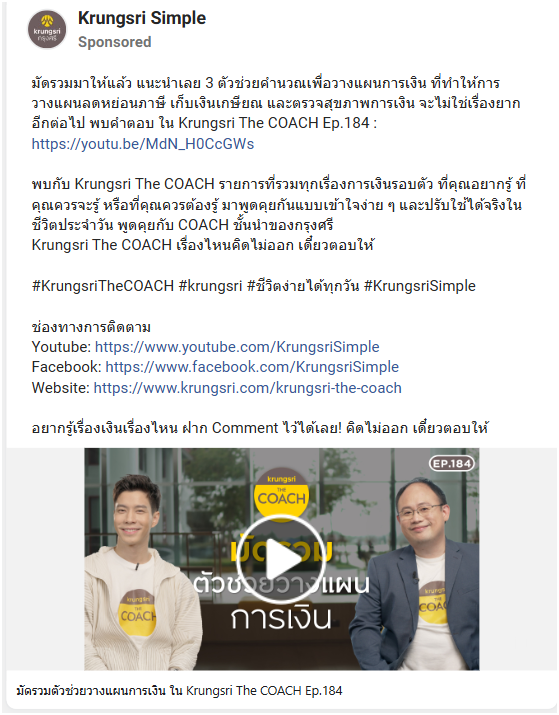 krungsri
กรุงศรี
Krungsri Simple
Sponsored
มัดรวมมาให้แล้ว แนะนำเลย 3 ตัวช่วยคำนวณเพื่อวางแผนการเงิน ที่ทำให้การ
วางแผนลดหย่อนภาษี เก็บเงินเกษียณ และตรวจสุขภาพการเงิน จะไม่ใช่เรื่องยาก
อีกต่อไป พบคำตอบ ใน Krungsri The COACH Ep.184 :
https://youtu.be/MdN_H0CcGWs
พบกับ Krungsri The COACH รายการที่รวมทุกเรื่องการเงินรอบตัว ที่คุณอยากรู้ ที่
คุณควรจะรู้ หรือที่คุณควรต้องรู้ มาพูดคุยกันแบบเข้าใจง่าย ๆ และปรับใช้ได้จริงใน
ชีวิตประจำวัน พูดคุยกับ COACH ชั้นนำของกรุงศรี
Krungsri The COACH เรื่องไหนคิดไม่ออก เดี๋ยวตอบให้
#KrungsriTheCOACH #krungsri #ชีวิตง่ายได้ทุกวัน #KrungsriSimple
ช่องทางการติดตาม
Youtube: https://www.youtube.com/KrungsriSimple
Facebook: https://www.facebook.com/KrungsriSimple
Website: https://www.krungsri.com/krungsri-the-coach
อยากรู้เรื่องเงินเรื่องไหน ฝาก Comment ไว้ได้เลย! คิดไม่ออก เดี๋ยวตอบให้
EP.184
krungsri
THE
COACH
มัดรวม
ตัวช่วยวางแผน
การเงิน
krungsri
THE
COACH
krungsri
THE
COACH
มัดรวมตัวช่วยวางแผนการเงิน ใน Krungsri The COACH Ep.184